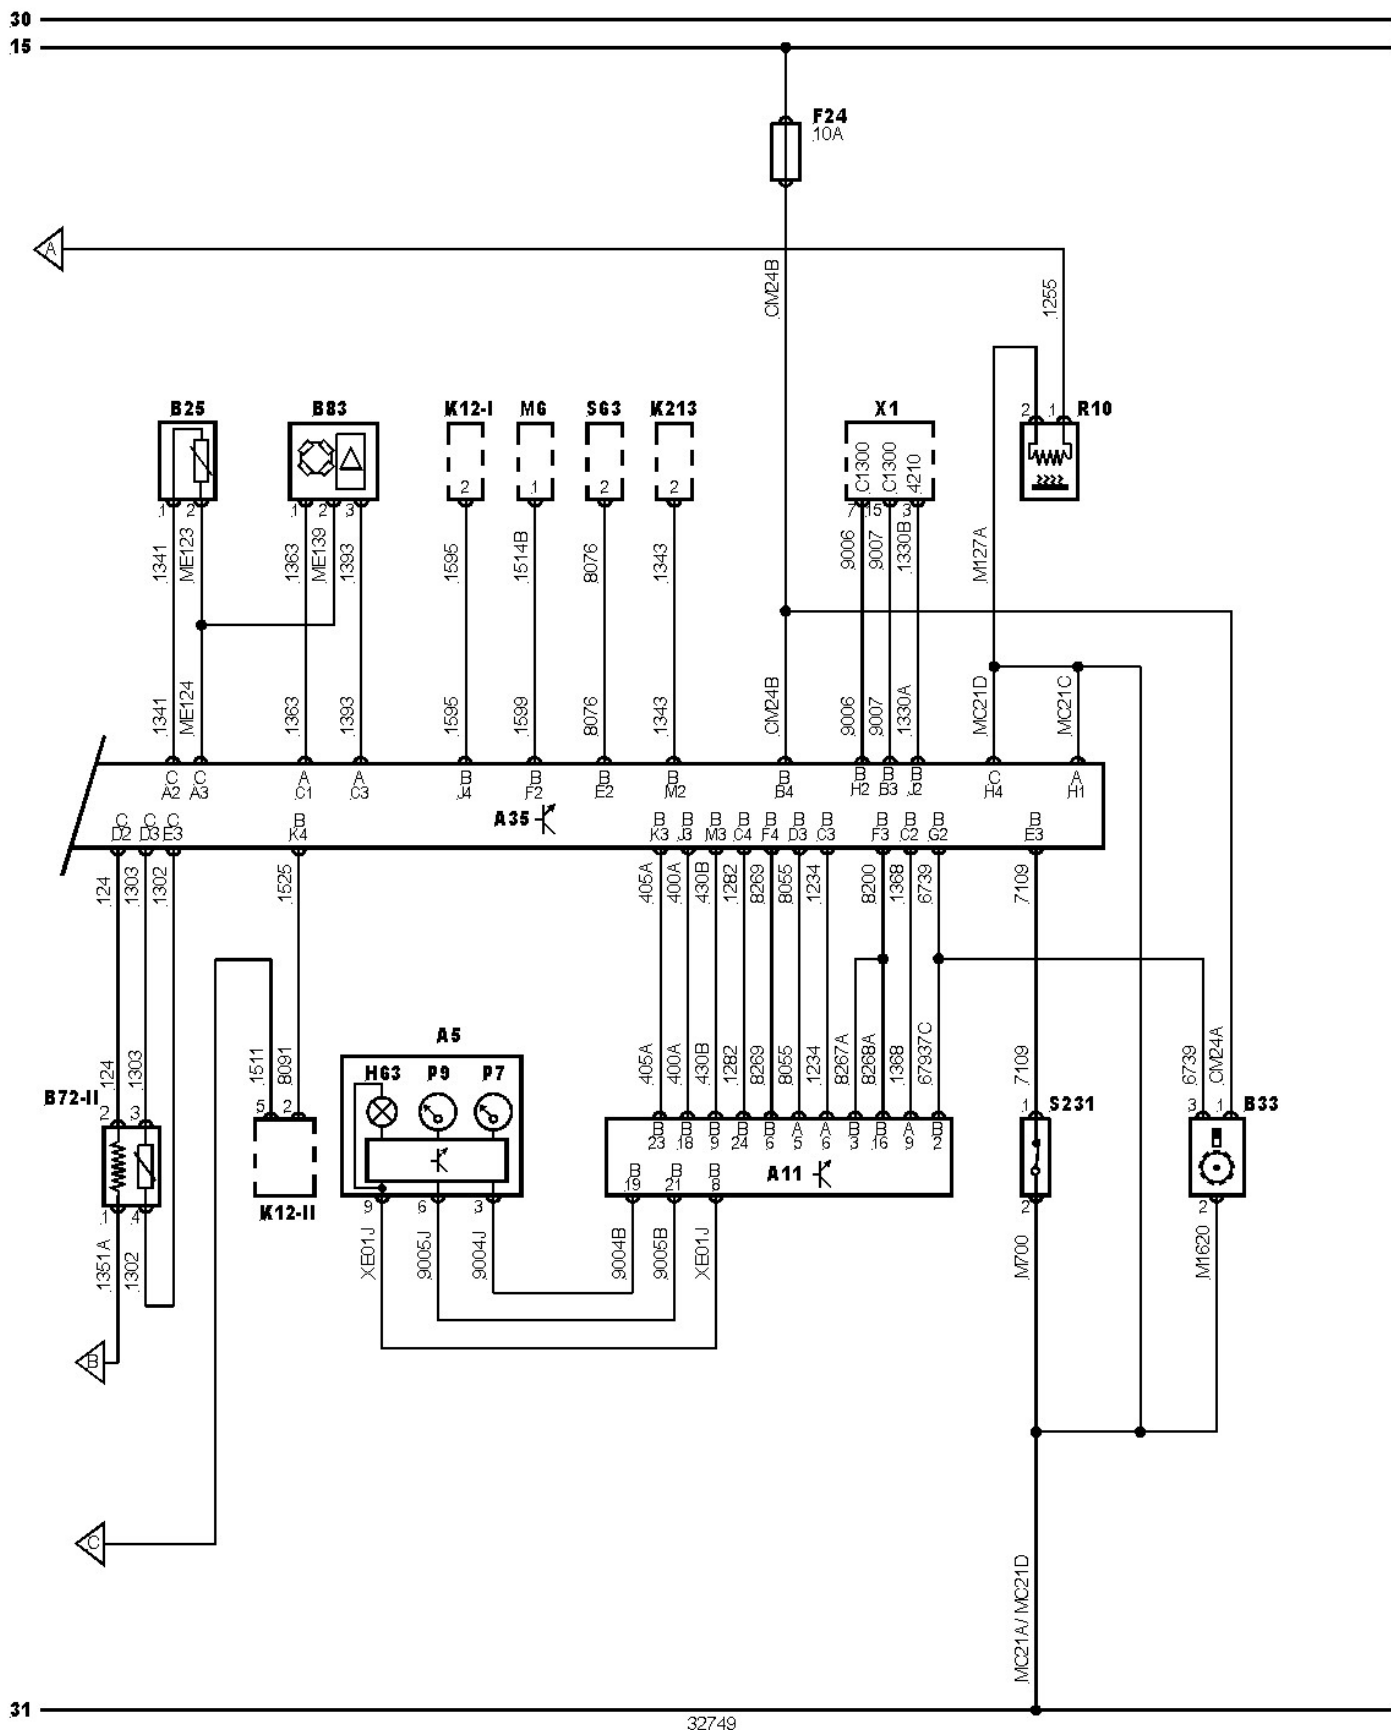 30
15
F24
10A
A
CM24B
1255
B25
B83
K12-I
M6
S63
K213
X1
2 1 R10
C1300
C1300
4210
2
1
2
2
1 2
1 2 3
7 15 3
1341
ME123
1363
ME139
1393
1595
1514B
8076
1343
9006
9007
1330B
M127A
1341
ME124
1363
1393
1595
1599
8076
1343
CM24B
9006
9007
1330A
MC21D
MC21C
C A2
C A3
A C1
A C3
B J4
B F2
B E2
B M2
B B4
B H2
B B3
B J2
C H4
A H1
A35
C D2
C D3
C E3
B K4
B K3
B J3
B M3
B C4
B F4
B D3
B C3
B F3
B C2
B G2
B E3
124
1303
1302
1525
405A
400A
430B
1282
8269
8055
1234
8200
1368
6739
7109
124
1303
1511
8091
A5
H63 P9 P7
405A
400A
430B
1282
8269
8055
1234
8267A
8268A
1368
67937C
7109
6739
CM24A
B72-II
2 3
5 2
1 S231
3 1 B33
B 23
B 18
B 9
B 24
B 6
A 5
A 6
B 3
B 16
A 9
B 2
A11
B 19
B 21
B 8
K12-II
1 4
9 6 3
2
2
1351A
1302
XE01J
9005J
9004J
9004B
9005B
XE01J
M700
M1620
B
C
MC21A/ MC21D
31
32749